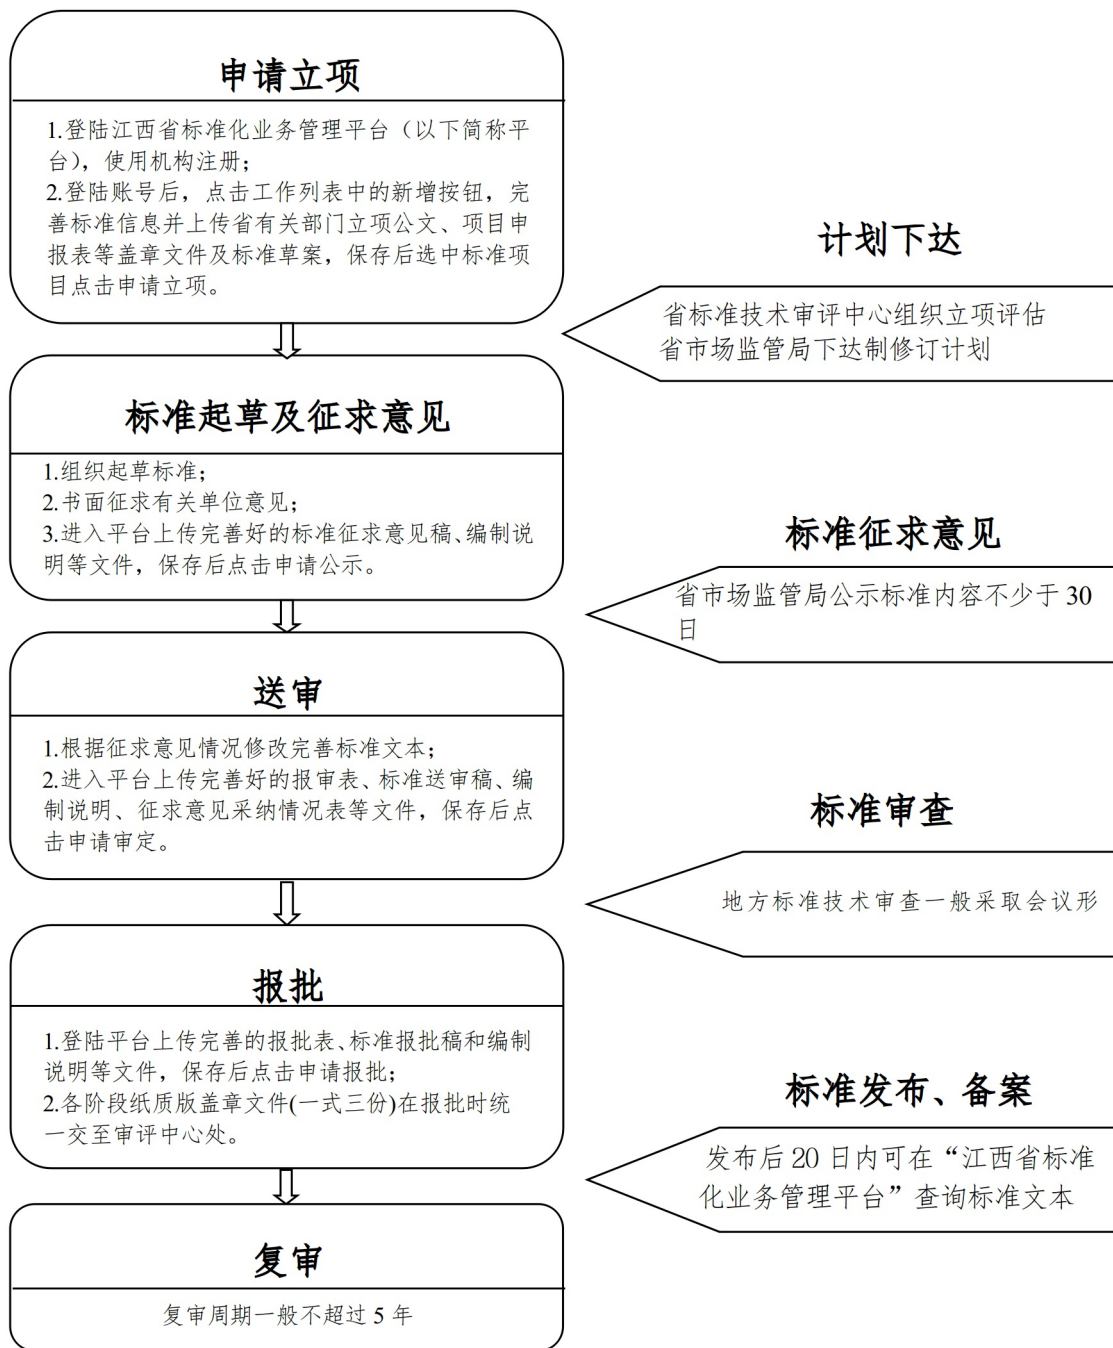 申请立项
1.登陆江西省标准化业务管理平台（以下简称平
台），使用机构注册；
2.登陆账号后，点击工作列表中的新增按钮，完
善标准信息并上传省有关部门立项公文、项目申
报表等盖章文件及标准草案，保存后选中标准项
目点击申请立项。
计划下达
省标准技术审评中心组织立项评估
省市场监管局下达制修订计划
标准起草及征求意见
1.组织起草标准；
2.书面征求有关单位意见；
3.进入平台上传完善好的标准征求意见稿、编制说
明等文件，保存后点击申请公示。
标准征求意见
省市场监管局公示标准内容不少于 30
日
送审
1.根据征求意见情况修改完善标准文本；
2.进入平台上传完善好的报审表、标准送审稿、编
制说明、征求意见采纳情况表等文件，保存后点
击申请审定。
标准审查
地方标准技术审查一般采取会议形
报批
1.登陆平台上传完善的报批表、标准报批稿和编制
说明等文件，保存后点击申请报批；
2.各阶段纸质版盖章文件(一式三份)在报批时统
一交至审评中心处。
标准发布、备案
发布后 20 日内可在“江西省标准
化业务管理平台”查询标准文本
复审
复审周期一般不超过 5 年